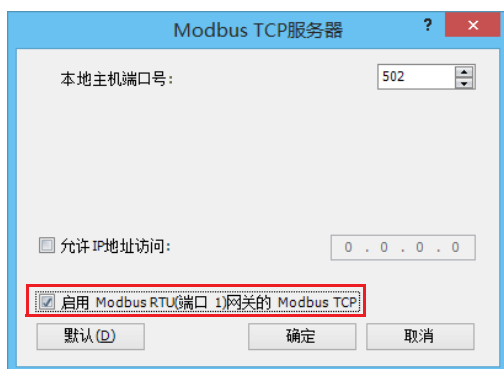 Modbus TCP服务器
? ×
本地主机端口号: 502
允许IP地址访问: 0 . 0 . 0 . 0
启用 Modbus RTU(端口 1)网关的 Modbus TCP
默认(D) 确定 取消